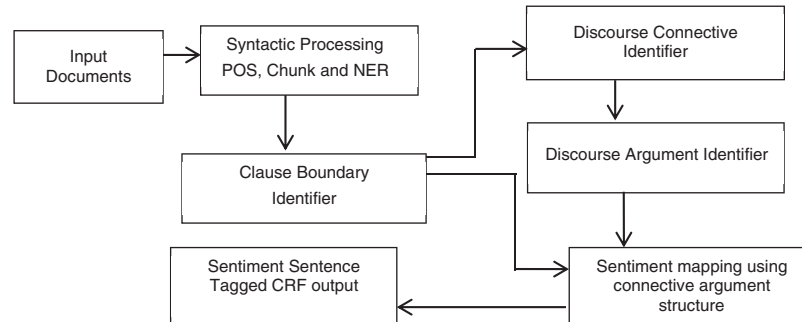 Input
Documents
Syntactic Processing
POS, Chunk and NER
Clause Boundary
Identifier
Discourse Connective
Identifier
Discourse Argument Identifier
Sentiment mapping using
connective argument
structure
Sentiment Sentence
Tagged CRF output